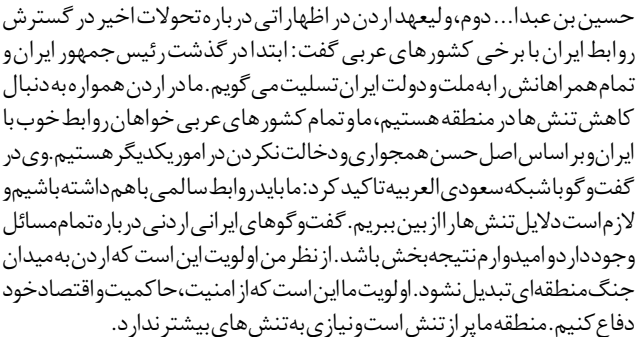 حسین بن عبدا... دوم، ولیعهد اردن در اظهاراتی درباره تحولات اخیر در گسترش
روابط ایران با برخی کشورهای عربی گفت: ابتدا درگذشت رئیس جمهور ایران و
تمام همراهانش را به ملت و دولت ایران تسلیت می گویم. ما در اردن همواره به دنبال
کاهش تنش ها در منطقه هستیم، ما و تمام کشورهای عربی خواهان روابط خوب با
ایران و بر اساس اصل حسن همجواری و دخالت نکردن در امور یکدیگر هستیم. وی در
گفت و گو با شبکه سعودی العربیه تاکید کرد: ما باید روابط سالمی با هم داشته باشیم و
لازم است دلایل تنش ها را از بین ببریم. گفت و گوهای ایرانی اردنی درباره تمام مسائل
وجود دارد و امیدوارم نتیجه بخش باشد. از نظر من اولویت این است که اردن به میدان
جنگ منطقه ای تبدیل نشود. اولویت ما این است که از امنیت، حاکمیت و اقتصاد خود
دفاع کنیم. منطقه ما پر از تنش است و نیازی به تنش های بیشتر ندارد.